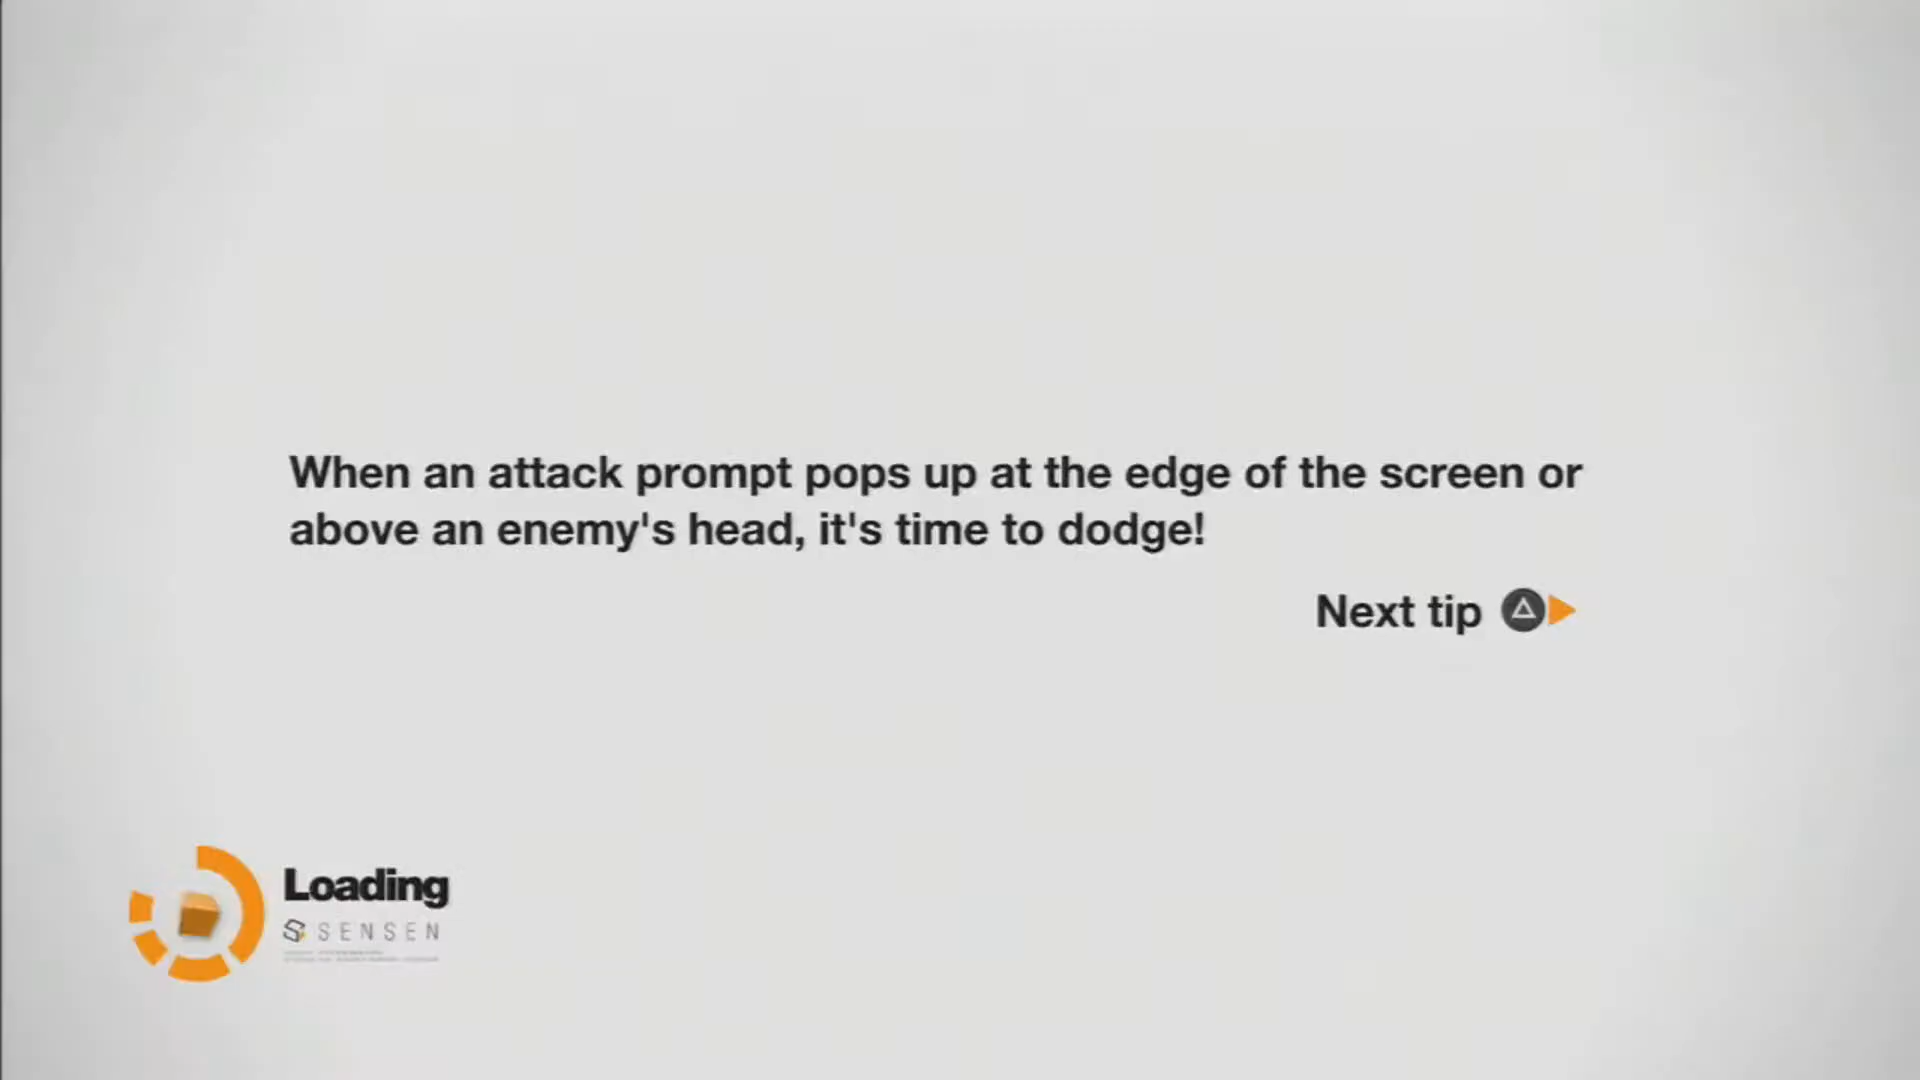 When an attack prompt pops up at the edge of the screen or
above an enemy's head, it's time to dodge!
Next tip
Loading
SENSEN